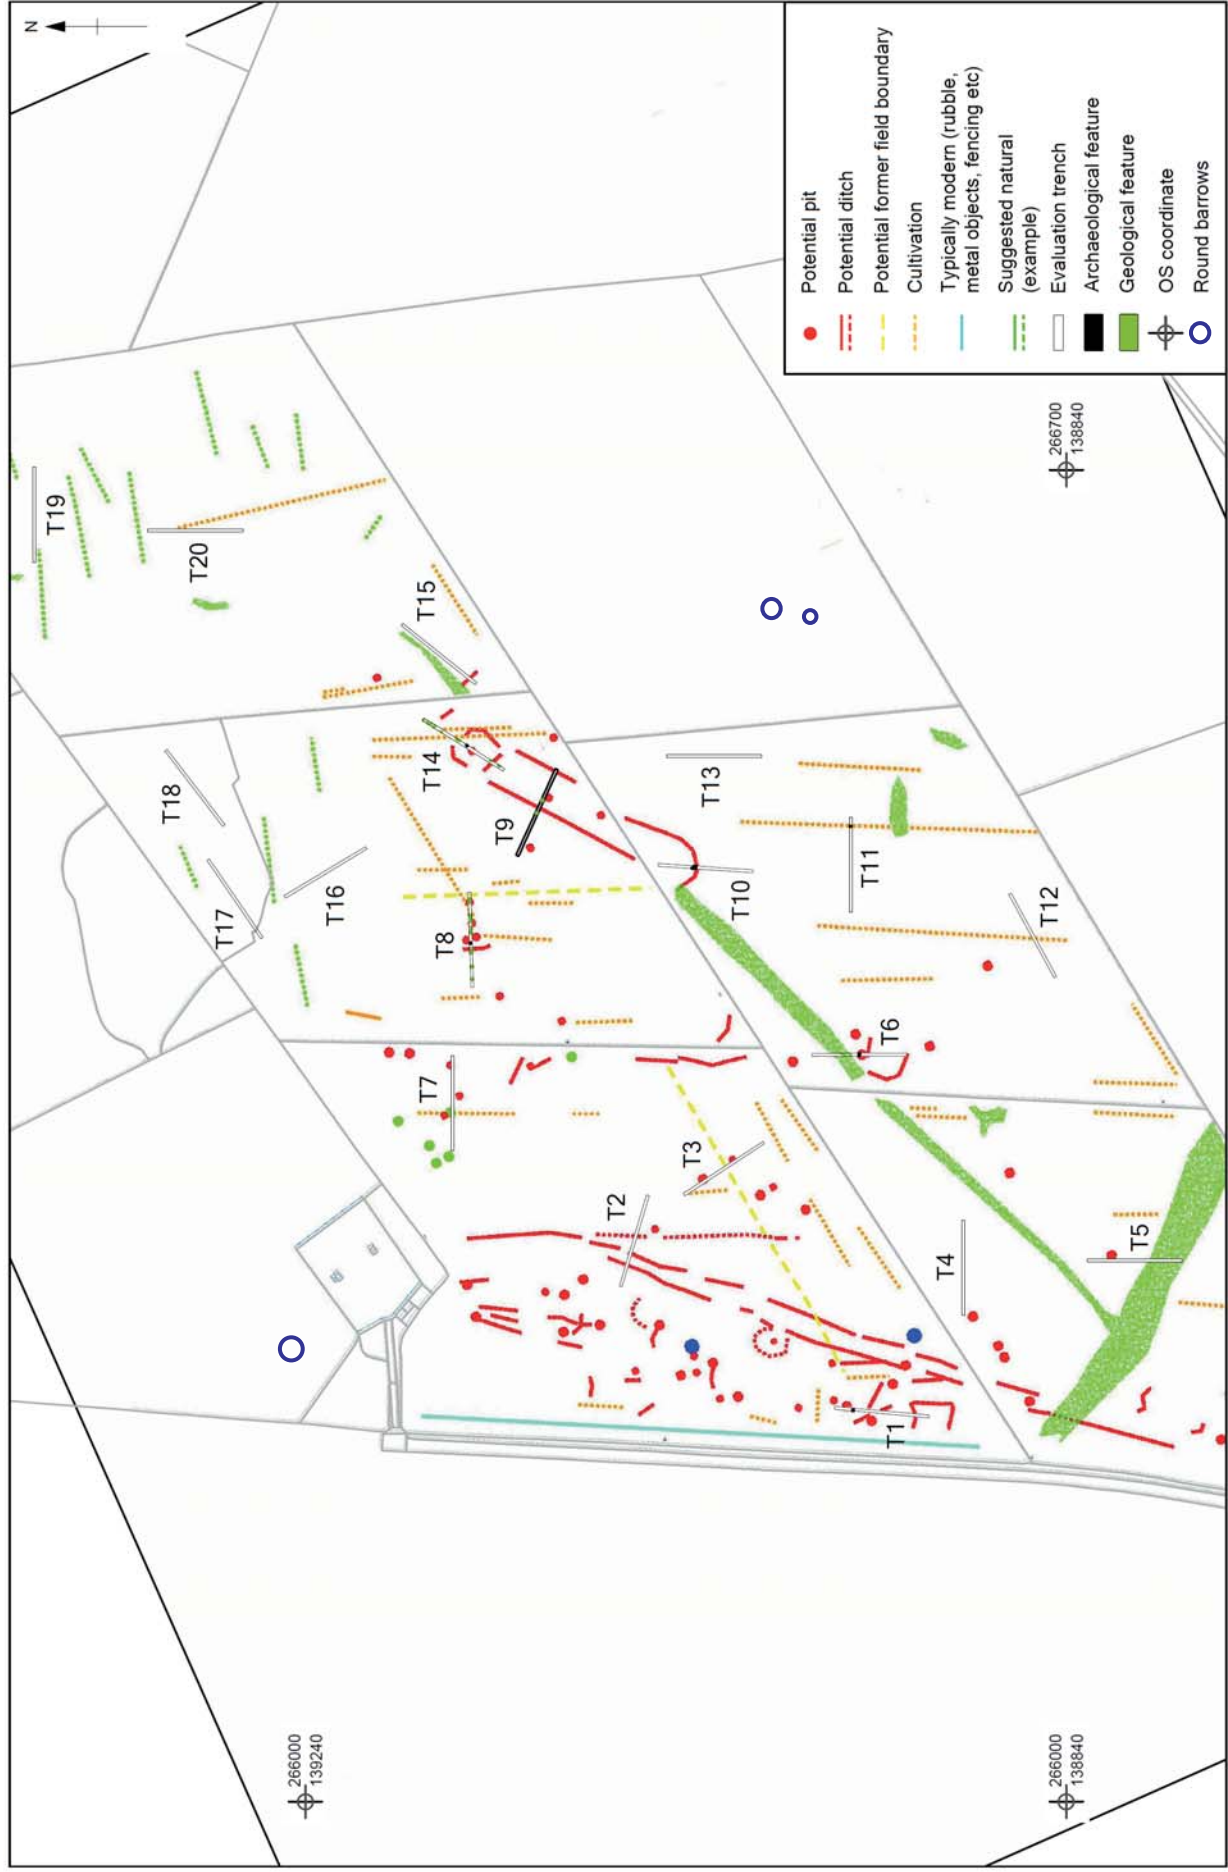 N
T19
T20
T15
T18
T14
T17
T16
T9
T13
T8
T10
T11
T7
T12
T6
T3
T2
T4
T5
T1
266700
138840
266000
139240
266000
138840
Potential pit
Potential ditch
Potential former field boundary
Cultivation
Typically modern (rubble,
metal objects, fencing etc)
Suggested natural
(example)
Evaluation trench
Archaeological feature
Geological feature
OS coordinate
Round barrows